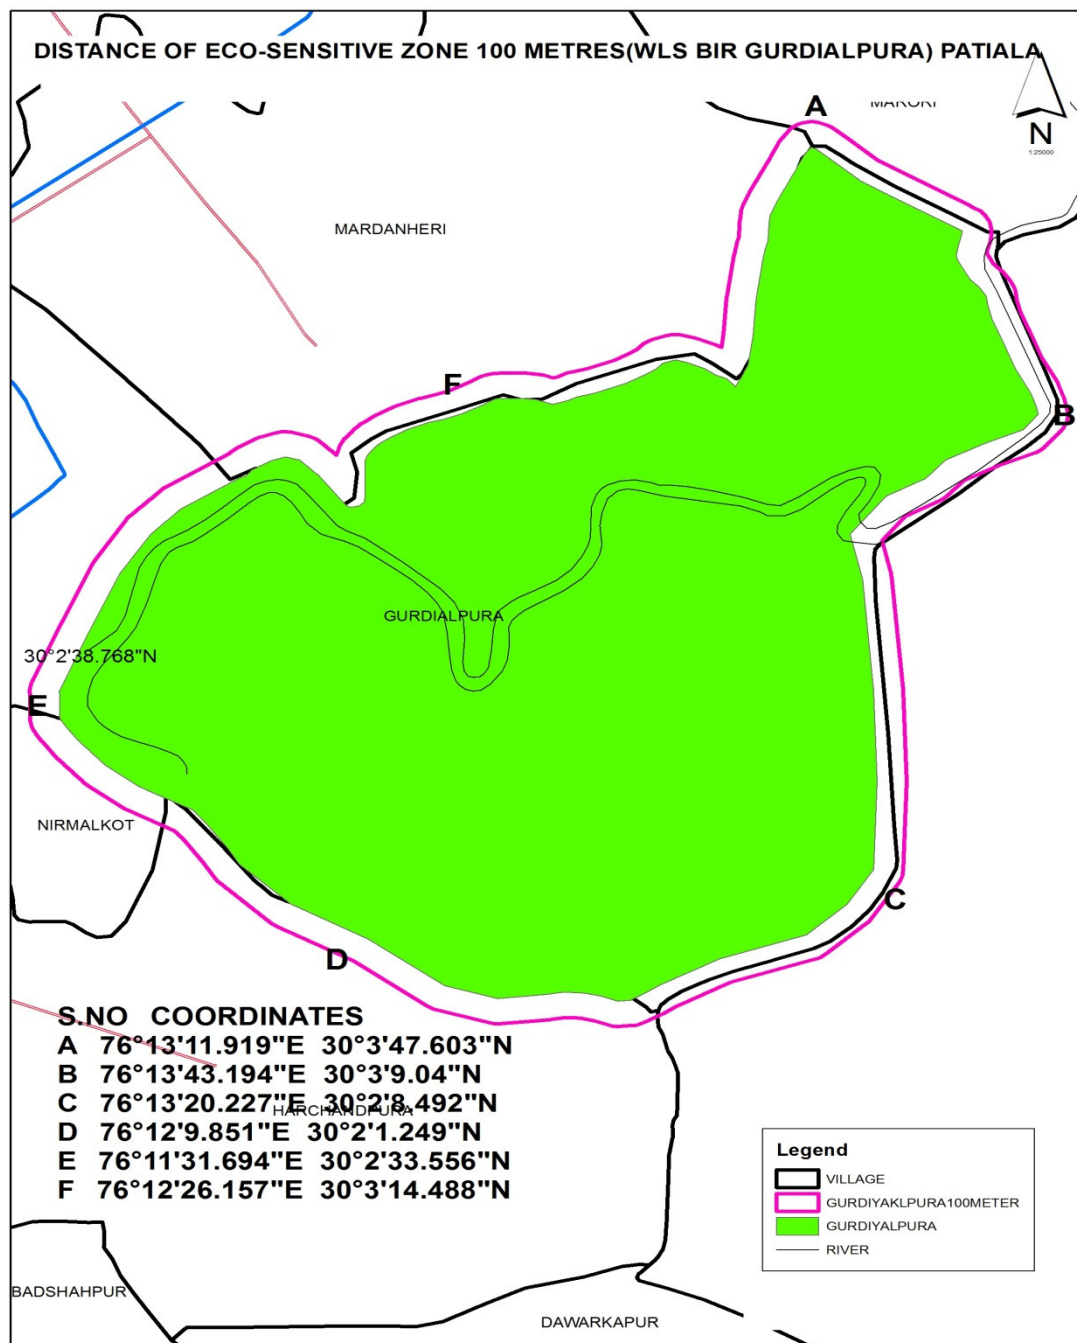 DISTANCE OF ECO-SENSITIVE ZONE 100 METRES(WLS BIR GURDIALPURA) PATIALA
A
N
1:25000
MARDANHERI
F
B
GURDIALPURA
30°2'38.768"N
E
NIRMALKOT
C
D
S.NO COORDINATES
A 76°13'11.919"E 30°3'47.603"N
B 76°13'43.194"E 30°3'9.04"N
C 76°13'20.227"E 30°2'8.492"N
HARCHANDPURA
D 76°12'9.851"E 30°2'1.249"N
E 76°11'31.694"E 30°2'33.556"N
F 76°12'26.157"E 30°3'14.488"N
Legend
VILLAGE
GURDIYAKLPURA100METER
GURDIYALPURA
RIVER
BADSHAHPUR
DAWARKAPUR